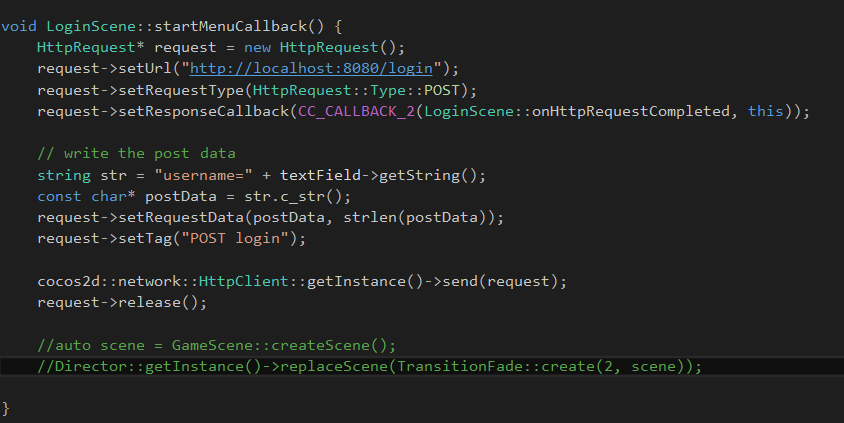 void LoginScene::startMenuCallback() {
    HttpRequest* request = new HttpRequest();
    request->setUrl("http://localhost:8080/login");
    request->setRequestType(HttpRequest::Type::POST);
    request->setResponseCallback(CC_CALLBACK_2(LoginScene::onHttpRequestCompleted, this));

    // write the post data
    string str = "username=" + textField->getString();
    const char* postData = str.c_str();
    request->setRequestData(postData, strlen(postData));
    request->setTag("POST login");

    cocos2d::network::HttpClient::getInstance()->send(request);
    request->release();

    //auto scene = GameScene::createScene();
    //Director::getInstance()->replaceScene(TransitionFade::create(2, scene));

}